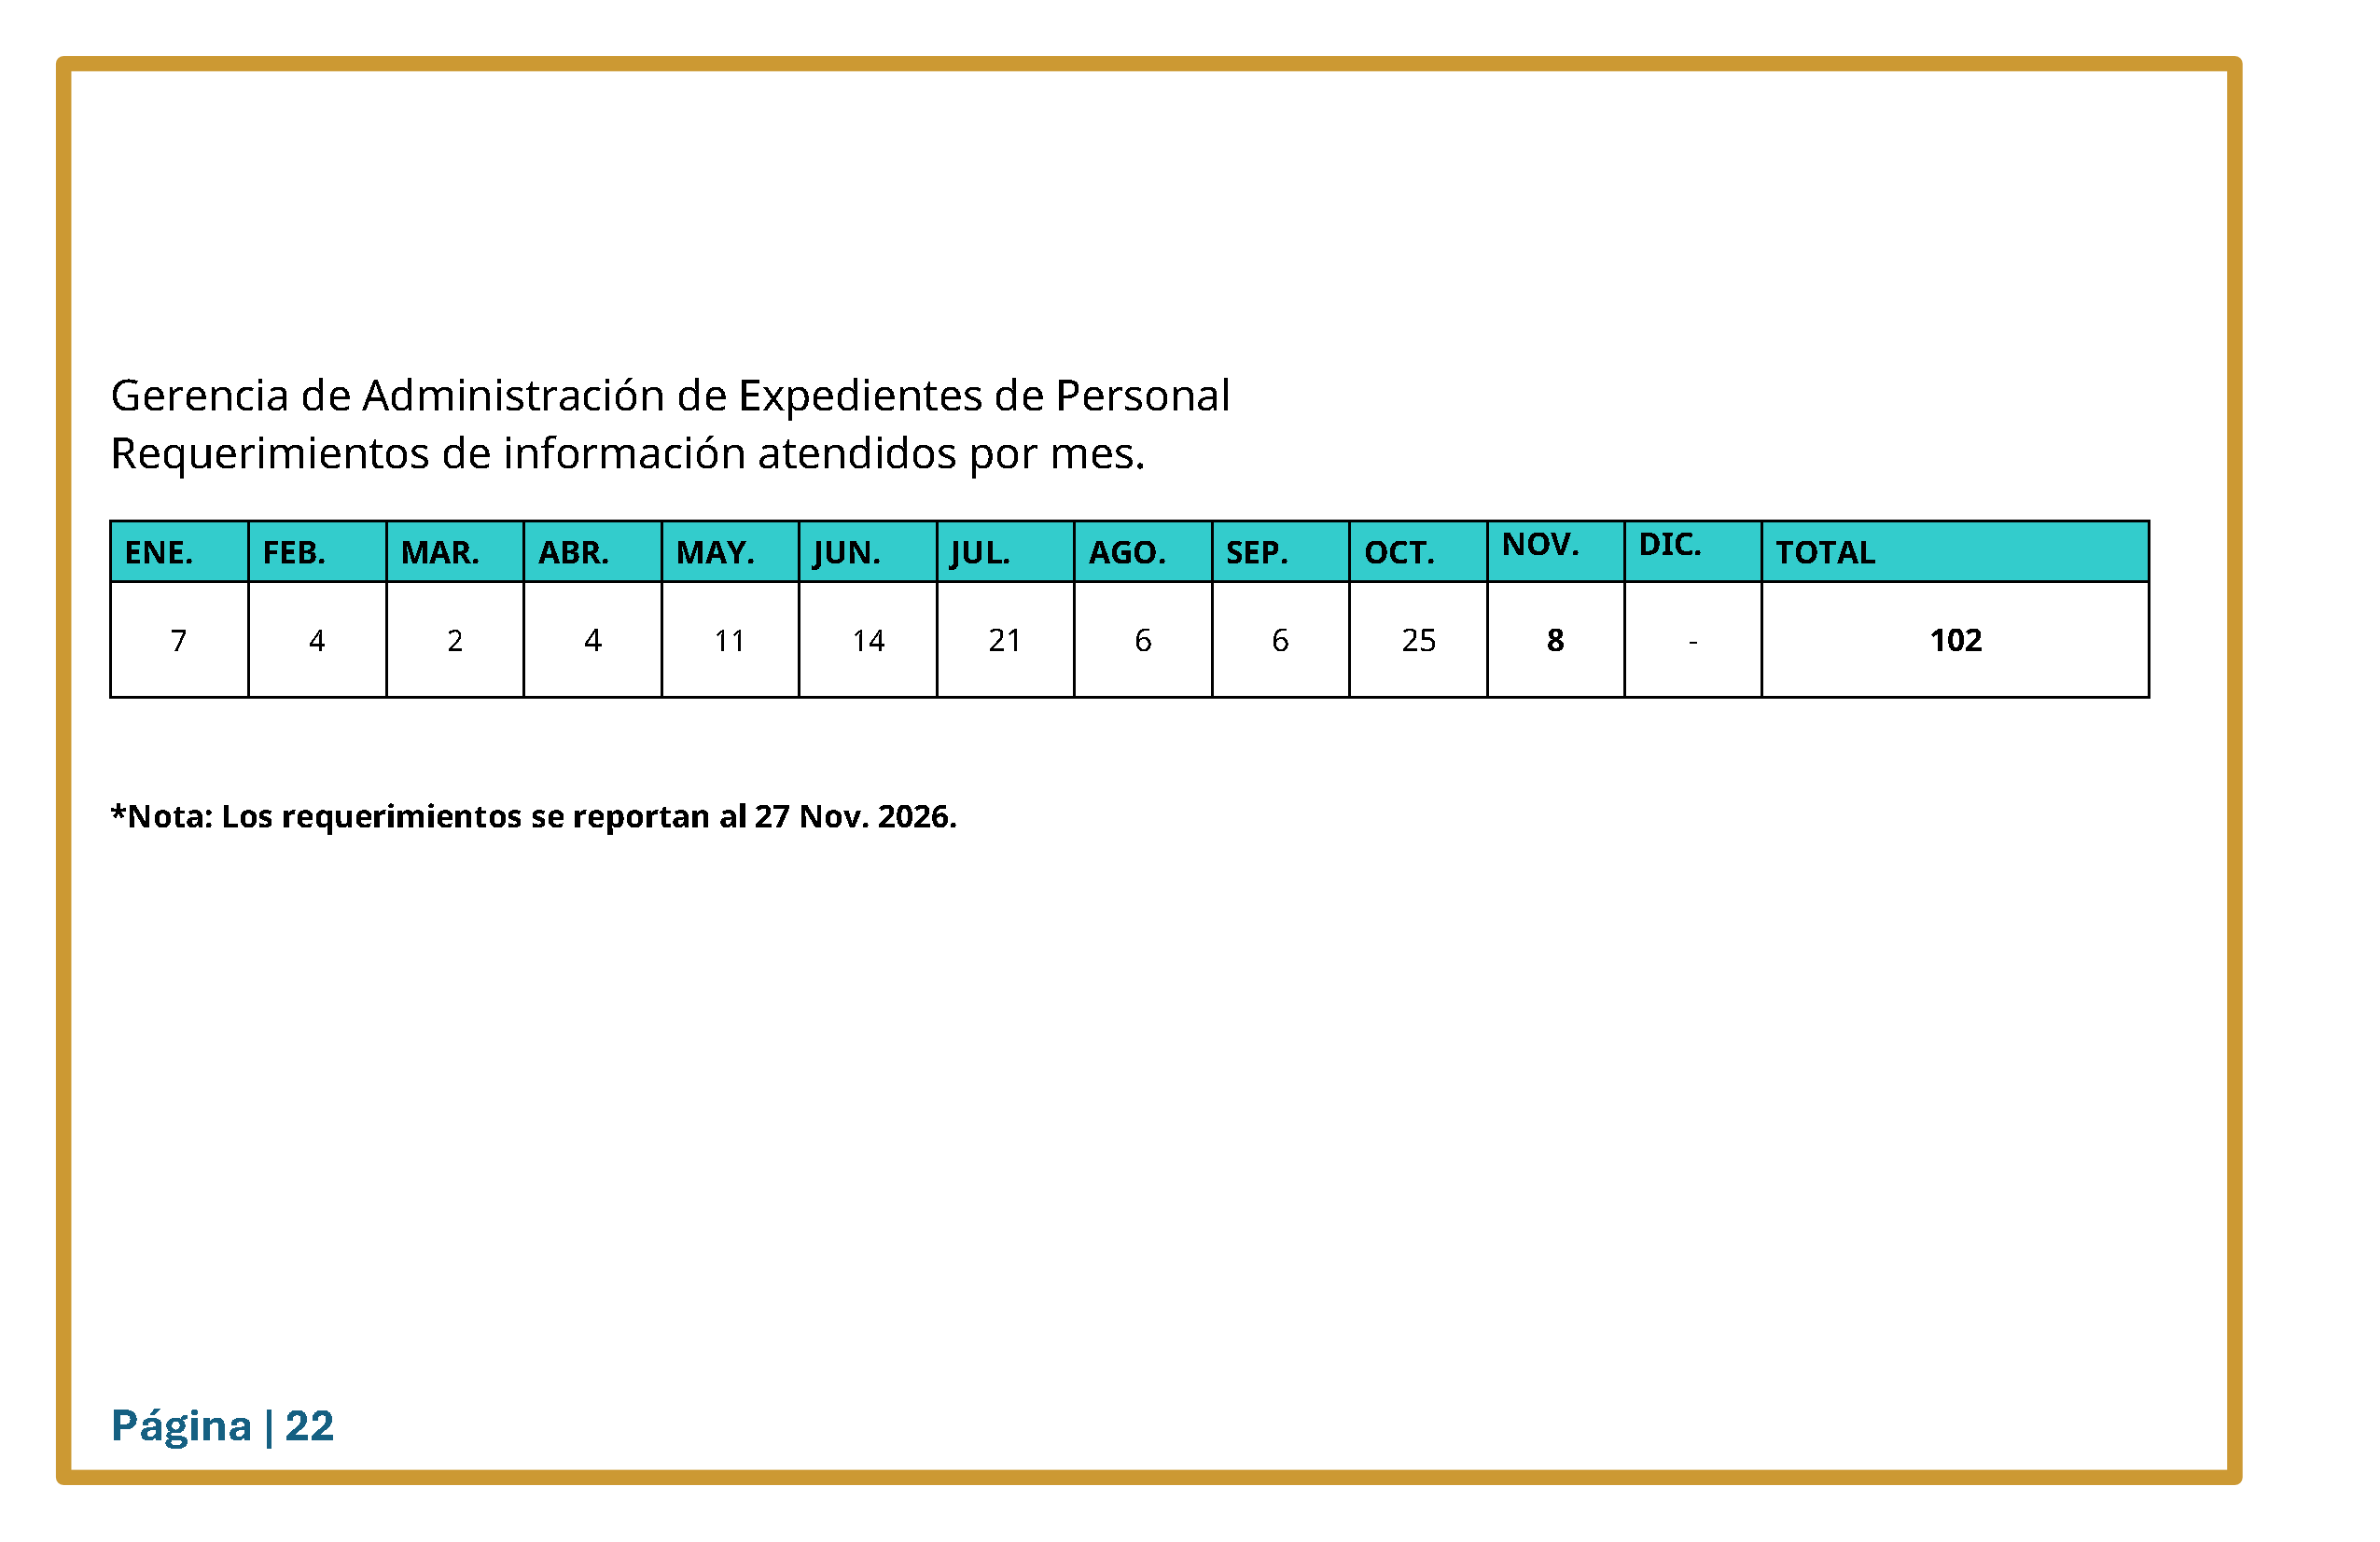 Gerencia de Administración de Expedientes de Personal
Requerimientos de información atendidos por mes.
ENE. FEB. MAR. ABR. MAY. JUN. JUL. AGO. SEP. OCT. NOV. DIC. TOTAL
7 4 2 4 11 14 21 6 6 25 8 - 102
*Nota: Los requerimientos se reportan al 27 Nov. 2026.
Página | 22